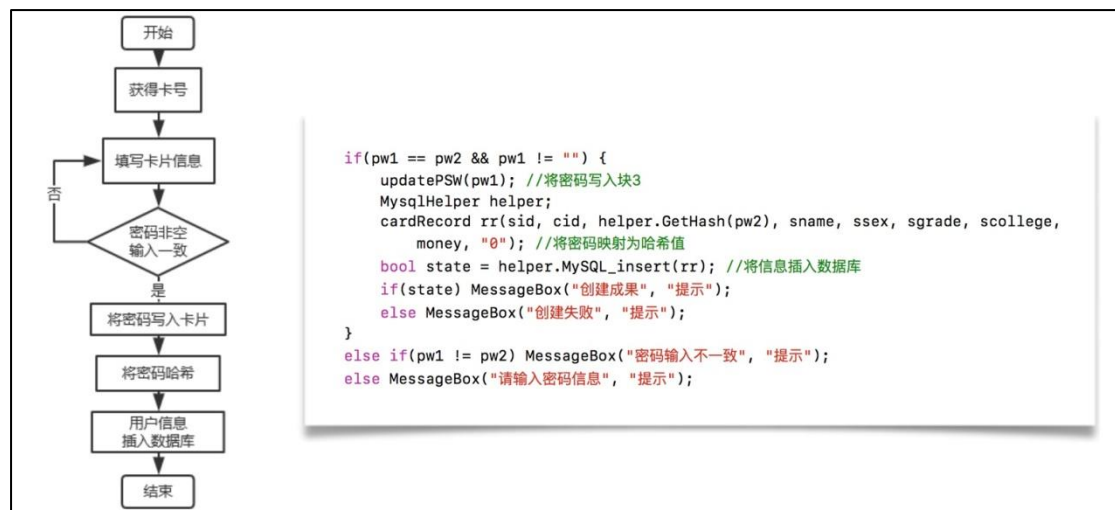 开始
获得卡号
填写卡片信息
否
密码非空
输入一致
是
将密码写入卡片
将密码哈希
用户信息
插入数据库
结束
if(pw1 == pw2 && pw1 != "") {
updatePSW(pw1); //将密码写入块3
MysqlHelper helper;
cardRecord rr(sid, cid, helper.GetHash(pw2), sname, ssex, sgrade, scollege,
money, "0"); //将密码映射为哈希值
bool state = helper.MySQL_insert(rr); //将信息插入数据库
if(state) MessageBox("创建成果", "提示");
else MessageBox("创建失败", "提示");
}
else if(pw1 != pw2) MessageBox("密码输入不一致", "提示");
else MessageBox("请输入密码信息", "提示");